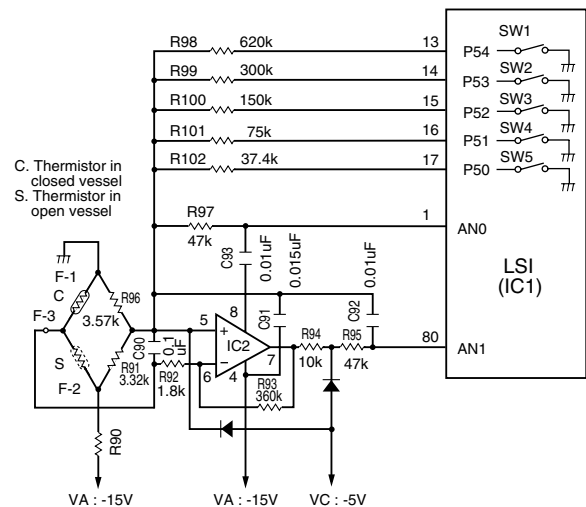 R98 620k 13 P54 SW1
R99 300k 14 P53 SW2
R100 150k 15 P52 SW3
R101 75k 16 P51 SW4
R102 37.4k 17 P50 SW5
C. Thermistor in
closed vessel
S. Thermistor in
open vessel
R97 47k 1 AN0
LSI
(IC1)
C93 0.01uF
0.015uF
0.01uF
C91
C92
F-1
C
F-3
R96
3.57k
S
F-2
R91
3.32k
C90
0.1
uF
R92
1.8k
5
+
6
–
8
IC2
4
7
R93
360k
R94
10k
R95
47k
80
AN1
R90
VA : -15V
VA : -15V
VC : -5V